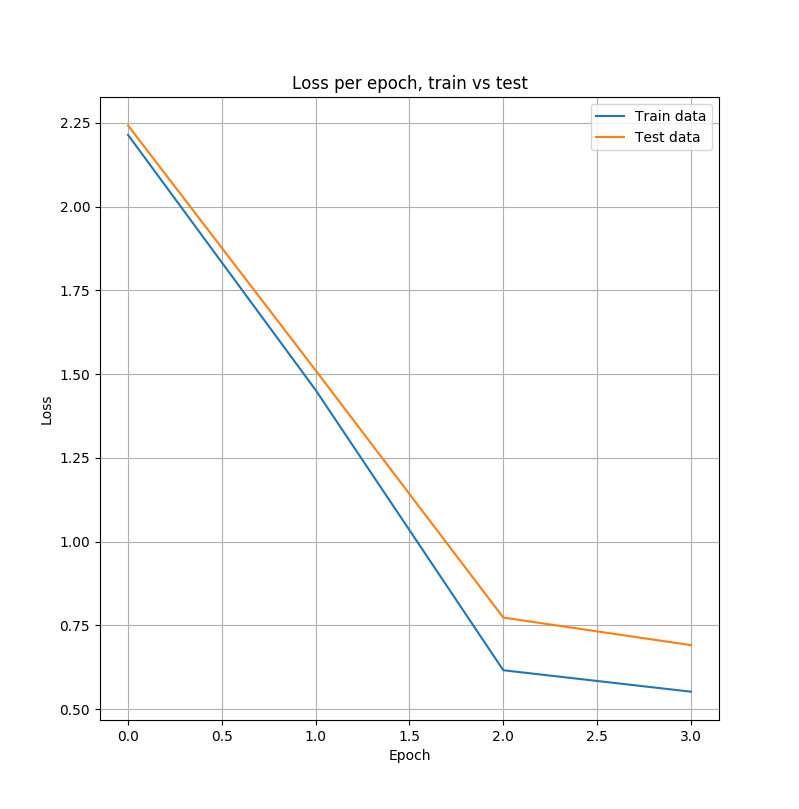 Loss per epoch, train vs test
Train data
Test data
2.25
2.00
1.75
1.50
1.25
1.00
0.75
0.50
Loss
0.0 0.5 1.0 1.5 2.0 2.5 3.0
Epoch